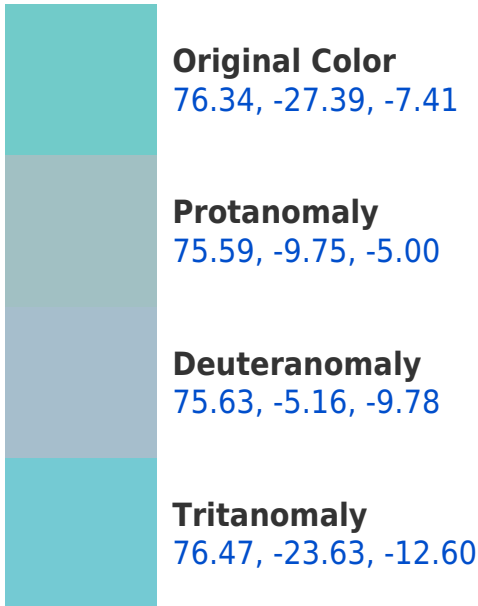 Original Color
76.34, -27.39, -7.41
Protanomaly
75.59, -9.75, -5.00
Deuteranomaly
75.63, -5.16, -9.78
Tritanomaly
76.47, -23.63, -12.60